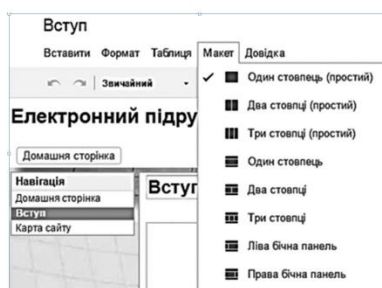 Вступ
Вставити Формат Таблиця Макет Довідка
Звичайний
Електронний підру
Домашня сторінка
Навігація
Домашня сторінка
Вступ
Карта сайту
Вступ
Один стовпець (простий)
Два стовпці (простий)
Три стовпці (простий)
Один стовпець
Два стовпці
Три стовпці
Ліва бічна панель
Права бічна панель